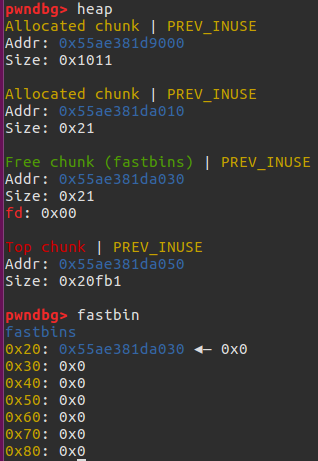 pwndbg> heap
Allocated chunk | PREV_INUSE
Addr: 0x55ae381d9000
Size: 0x1011
Allocated chunk | PREV_INUSE
Addr: 0x55ae381da010
Size: 0x21
Free chunk (fastbins) | PREV_INUSE
Addr: 0x55ae381da030
Size: 0x21
fd: 0x00
Top chunk | PREV_INUSE
Addr: 0x55ae381da050
Size: 0x20fb1
pwndbg> fastbin
fastbins
0x20: 0x55ae381da030 ◂— 0x0
0x30: 0x0
0x40: 0x0
0x50: 0x0
0x60: 0x0
0x70: 0x0
0x80: 0x0